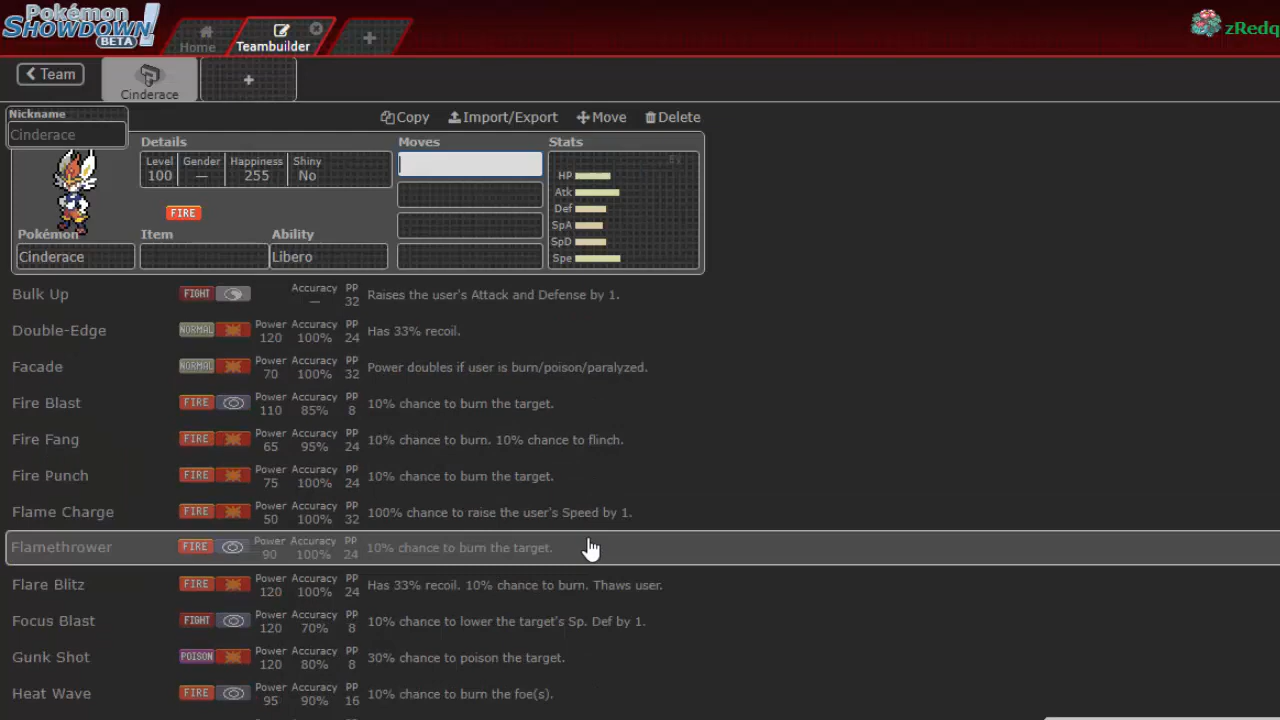 Pokémon
SHOWDOWN!
BETA
Home
Teambuilder
+
zRedq
Team
Cinderace
+
Nickname
Cinderace
Copy Import/Export Move Delete
Details
Level Gender Happiness Shiny
100 — 255 No
FIRE
Pokémon Item Ability
Cinderace Libero
Moves
Stats
EV
HP
Atk
Def
SpA
SpD
Spe
Bulk Up FIGHT Accuracy — PP 32 Raises the user's Attack and Defense by 1.
Double-Edge NORMAL Power 120 Accuracy 100% PP 24 Has 33% recoil.
Facade NORMAL Power 70 Accuracy 100% PP 32 Power doubles if user is burn/poison/paralyzed.
Fire Blast FIRE Power 110 Accuracy 85% PP 8 10% chance to burn the target.
Fire Fang FIRE Power 65 Accuracy 95% PP 24 10% chance to burn. 10% chance to flinch.
Fire Punch FIRE Power 75 Accuracy 100% PP 24 10% chance to burn the target.
Flame Charge FIRE Power 50 Accuracy 100% PP 32 100% chance to raise the user's Speed by 1.
Flamethrower FIRE Power 90 Accuracy 100% PP 24 10% chance to burn the target.
Flare Blitz FIRE Power 120 Accuracy 100% PP 24 Has 33% recoil. 10% chance to burn. Thaws user.
Focus Blast FIGHT Power 120 Accuracy 70% PP 8 10% chance to lower the target's Sp. Def by 1.
Gunk Shot POISON Power 120 Accuracy 80% PP 8 30% chance to poison the target.
Heat Wave FIRE Power 95 Accuracy 90% PP 16 10% chance to burn the foe(s).